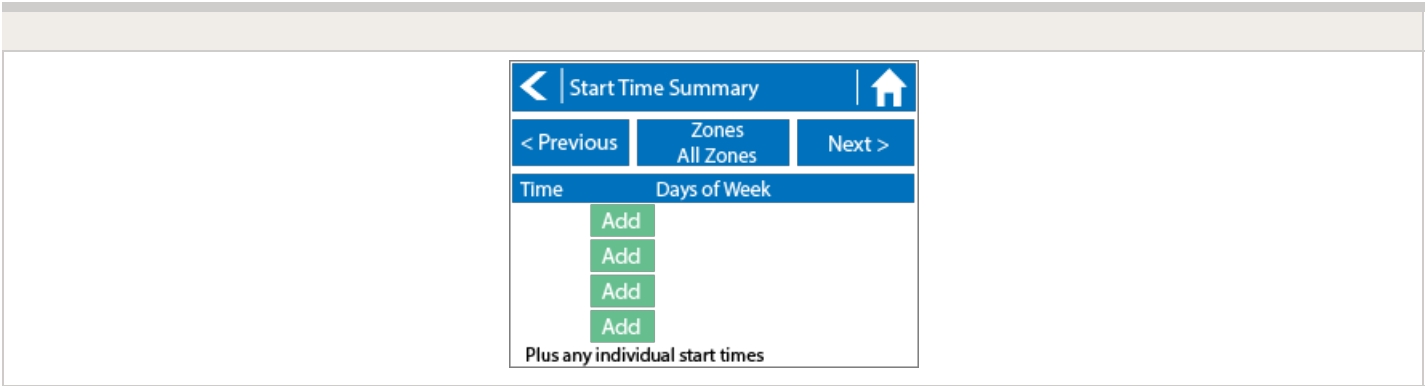 Start Time Summary
< Previous
Zones
All Zones
Next >
Time Days of Week
Add
Add
Add
Add
Plus any individual start times